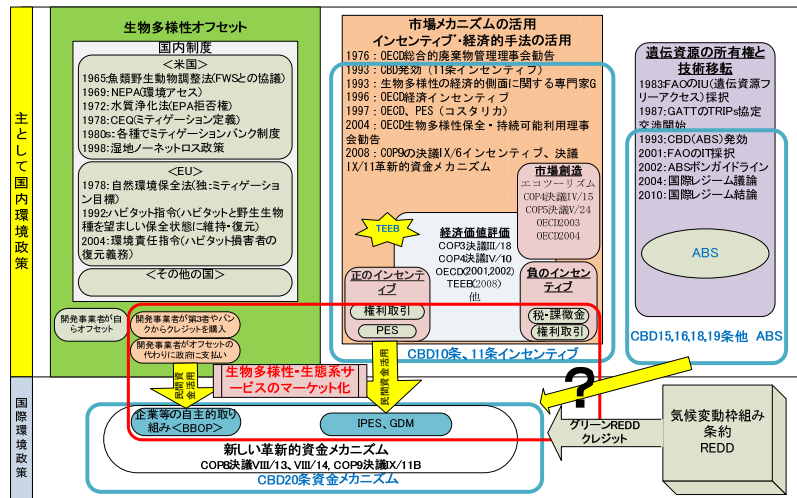 主として国内環境政策
国際環境政策
生物多様性オフセット
国内制度
<米国>
1965:魚類野生動物調整法(FWSとの協議)
1969:NEPA(環境アセス)
1972:水質浄化法(EPA拒否権)
1978:CEQ(ミティゲーション定義)
1980s:各種でミティゲーションバンク制度
1998:湿地ノーネットロス政策
<EU>
1978:自然環境保全法(独:ミティゲーショ
ン目標)
1992:ハビタット指令(ハビタットと野生生物
種を望ましい保全状態に維持・復元)
2004:環境責任指令(ハビタット損害者の
復元義務)
<その他の国>
開発事業者が自
らオフセット
開発事業者が第3者やバン
クからクレジットを購入
開発事業者がオフセットの
代わりに政府に支払い
市場メカニズムの活用
インセンティブ・経済的手法の活用
1976:OECD総合的廃棄物管理理事会勧告
1993:CBD発効(11条インセンティブ)
1993:生物多様性の経済的側面に関する専門家G
1996:OECD経済インセンティブ
1997:OECD、PES(コスタリカ)
2004:OECD生物多様性保全・持続可能利用理事
会勧告
2008:COP9の決議IX/6インセンティブ、決議
IX/11革新的資金メカニズム
市場創造
エコツーリズム
COP4決議IV/15
COP5決議V/24
OECD2003
OECD2004
TEEB
経済価値評価
COP3決議III/18
COP4決議IV/10
OECD(2001,2002)
TEEB(2008)
他
正のインセンティ
ブ
権利取引
PES
負のインセン
ティブ
税・課徴金
権利取引
CBD10条、11条インセンティブ
遺伝資源の所有権と
技術移転
1983FAOのIU(遺伝資源フ
リーアクセス)採択
1987:GATTのTRIPs協定
交渉開始
1993:CBD(ABS)発効
2001:FAOのIT採択
2002:ABSボンガイドライン
2004:国際レジーム議論
2010:国際レジーム結論
ABS
CBD15,16,18,19条他 ABS
民間資金活用
生物多様性・生態系サ
ービスのマーケット化
民間資金活用
企業等の自主的取り
組み<BBOP>
IPES、GDM
新しい革新的資金メカニズム
COP8決議VIII/13、VIII/14、COP9決議IX/11B
CBD20条資金メカニズム
?
グリーンREDD
クレジット
気候変動枠組み
条約
REDD